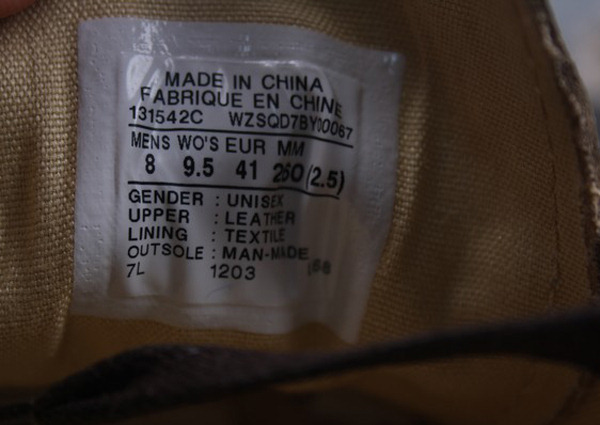 MADE IN CHINA
FABRIQUE EN CHINE
131542C WZSQD7BY00067
MENS WO'S EUR MM
8 9.5 41 260 (2.5)
GENDER : UNISEX
UPPER : LEATHER
LINING : TEXTILE
OUTSOLE : MAN-MADE
7L 1203